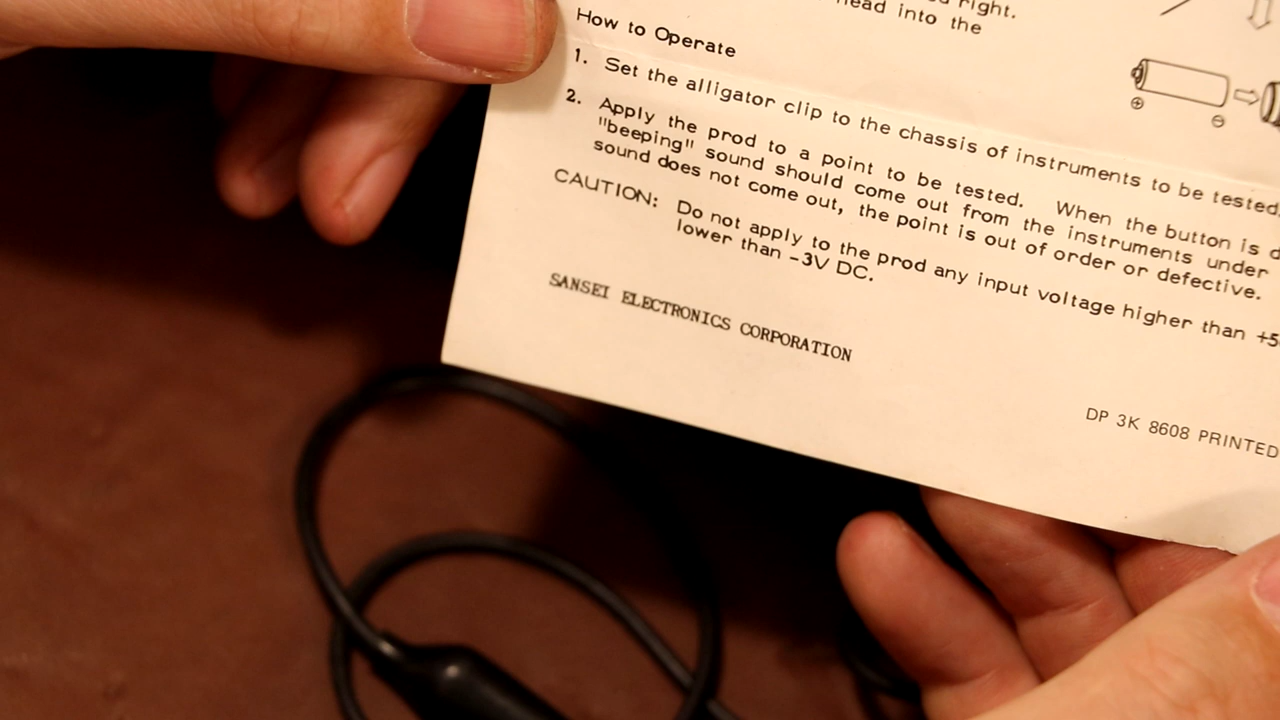 right.
head into the
How to Operate
1. Set the alligator clip to the chassis of instruments to be tested.
2. Apply the prod to a point to be tested. When the button is d
"beeping" sound should come out from the instruments under
sound does not come out, the point is out of order or defective.
CAUTION: Do not apply to the prod any input voltage higher than +5
lower than -3V DC.
SANSEI ELECTRONICS CORPORATION
DP 3K 8608 PRINTED